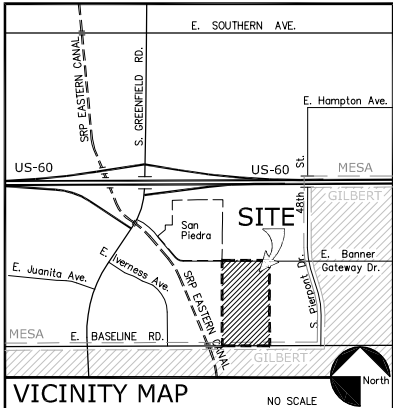 E. SOUTHERN AVE.
SRP EASTERN CANAL
S. GREENFIELD RD.
E. Hampton Ave.
US-60
US-60
48th St.
MESA
GILBERT
San
Piedra
SITE
E. Banner
Gateway Dr.
E. Juanita Ave.
E. Iverness Ave.
SRP EASTERN CANAL
S. Pierpont Dr.
MESA
E. BASELINE RD.
GILBERT
VICINITY MAP
NO SCALE
North